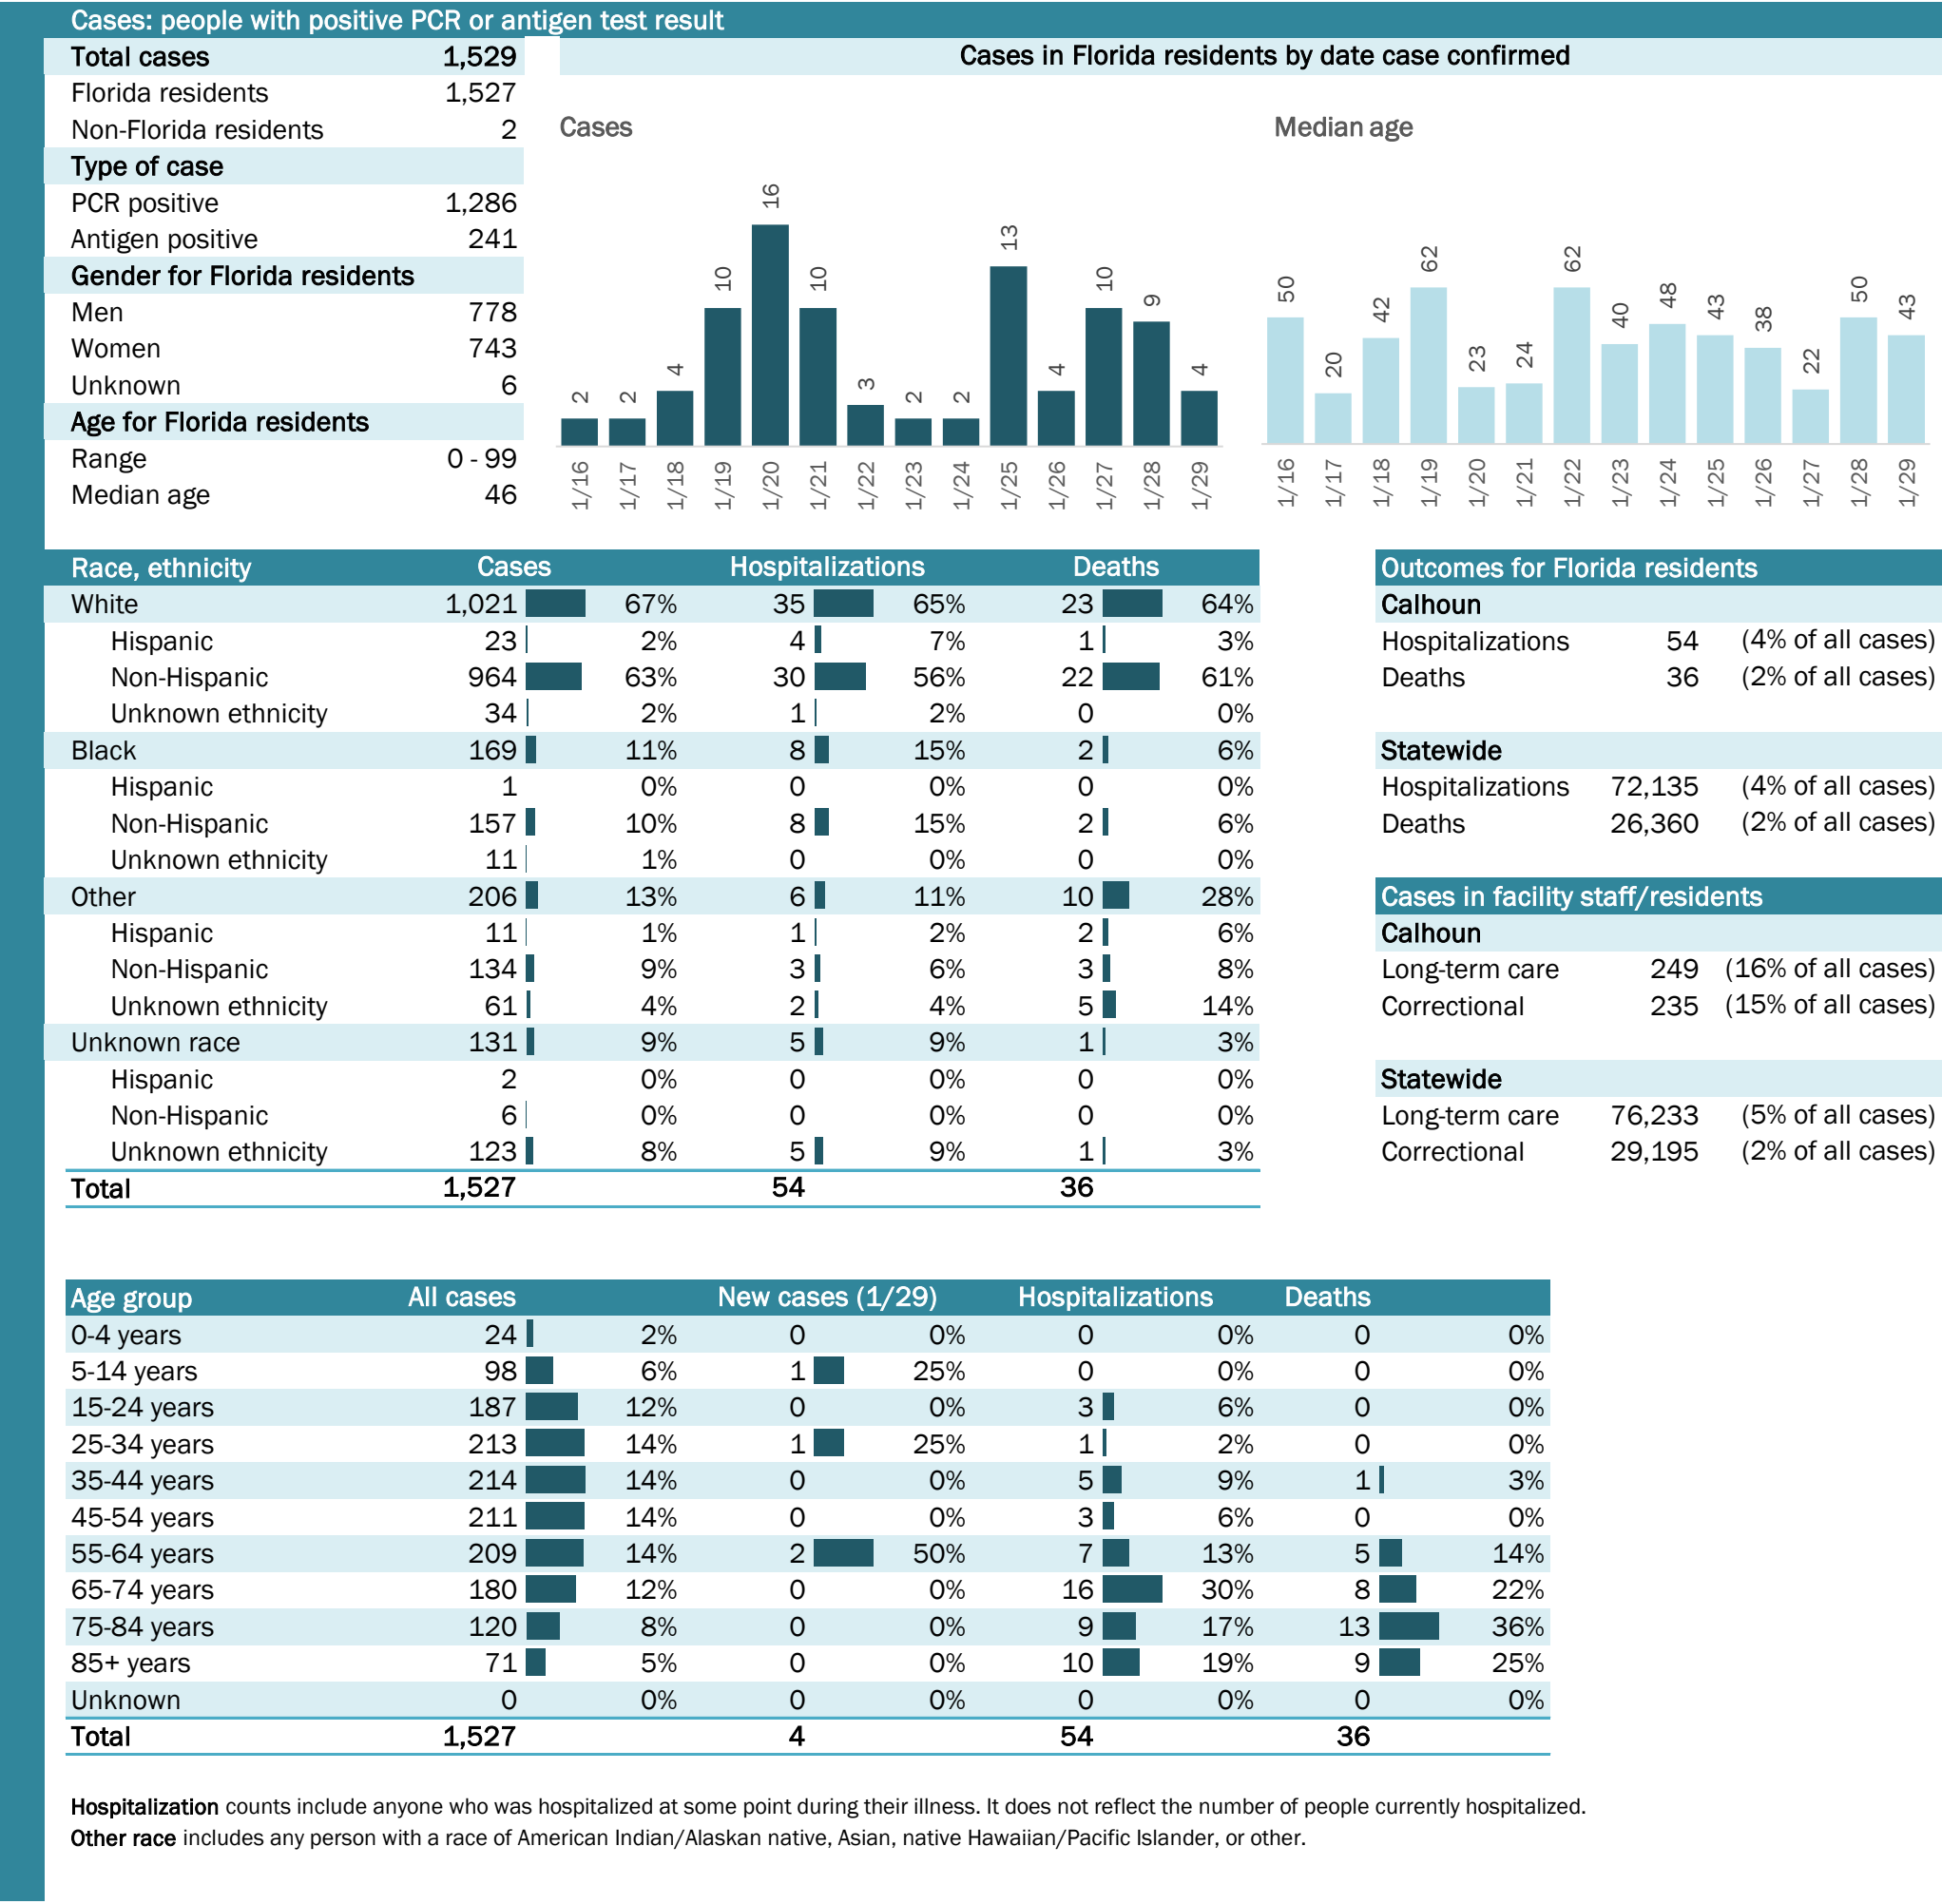 Cases: people with positive PCR or antigen test result
Total cases 1,529
Florida residents 1,527
Non-Florida residents 2
Type of case
PCR positive 1,286
Antigen positive 241
Gender for Florida residents
Men 778
Women 743
Unknown 6
Age for Florida residents
Range 0 - 99
Median age 46
Cases in Florida residents by date case confirmed
Cases
2 2 4 10 16 10 3 2 2 13 4 10 9 4
1/16 1/17 1/18 1/19 1/20 1/21 1/22 1/23 1/24 1/25 1/26 1/27 1/28 1/29
Median age
50 20 42 62 23 24 62 40 48 43 38 22 50 43
1/16 1/17 1/18 1/19 1/20 1/21 1/22 1/23 1/24 1/25 1/26 1/27 1/28 1/29
Race, ethnicity Cases Hospitalizations Deaths
White 1,021 67% 35 65% 23 64%
Hispanic 23 2% 4 7% 1 3%
Non-Hispanic 964 63% 30 56% 22 61%
Unknown ethnicity 34 2% 1 2% 0 0%
Black 169 11% 8 15% 2 6%
Hispanic 1 0% 0 0% 0 0%
Non-Hispanic 157 10% 8 15% 2 6%
Unknown ethnicity 11 1% 0 0% 0 0%
Other 206 13% 6 11% 10 28%
Hispanic 11 1% 1 2% 2 6%
Non-Hispanic 134 9% 3 6% 3 8%
Unknown ethnicity 61 4% 2 4% 5 14%
Unknown race 131 9% 5 9% 1 3%
Hispanic 2 0% 0 0% 0 0%
Non-Hispanic 6 0% 0 0% 0 0%
Unknown ethnicity 123 8% 5 9% 1 3%
Total 1,527 54 36
Outcomes for Florida residents
Calhoun
Hospitalizations 54 (4% of all cases)
Deaths 36 (2% of all cases)
Statewide
Hospitalizations 72,135 (4% of all cases)
Deaths 26,360 (2% of all cases)
Cases in facility staff/residents
Calhoun
Long-term care 249 (16% of all cases)
Correctional 235 (15% of all cases)
Statewide
Long-term care 76,233 (5% of all cases)
Correctional 29,195 (2% of all cases)
Age group All cases New cases (1/29) Hospitalizations Deaths
0-4 years 24 2% 0 0% 0 0% 0 0%
5-14 years 98 6% 1 25% 0 0% 0 0%
15-24 years 187 12% 0 0% 3 6% 0 0%
25-34 years 213 14% 1 25% 1 2% 0 0%
35-44 years 214 14% 0 0% 5 9% 1 3%
45-54 years 211 14% 0 0% 3 6% 0 0%
55-64 years 209 14% 2 50% 7 13% 5 14%
65-74 years 180 12% 0 0% 16 30% 8 22%
75-84 years 120 8% 0 0% 9 17% 13 36%
85+ years 71 5% 0 0% 10 19% 9 25%
Unknown 0 0% 0 0% 0 0% 0 0%
Total 1,527 4 54 36
Hospitalization counts include anyone who was hospitalized at some point during their illness. It does not reflect the number of people currently hospitalized.
Other race includes any person with a race of American Indian/Alaskan native, Asian, native Hawaiian/Pacific Islander, or other.